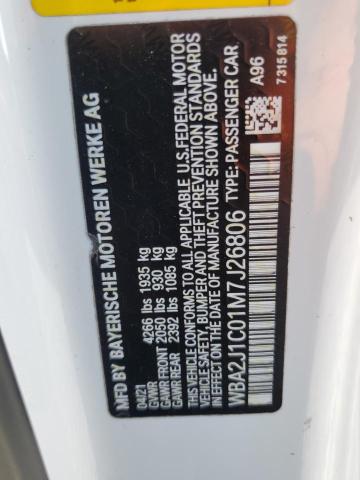 MFD BY BAYERISCHE MOTOREN WERKE AG
04/21
GVWR 4266 lbs 1935 kg
GAWR FRONT 2050 lbs 930 kg
GAWR REAR 2392 lbs 1085 kg
THIS VEHICLE CONFORMS TO ALL APPLICABLE U.S.FEDERAL MOTOR
VEHICLE SAFETY, BUMPER AND THEFT PREVENTION STANDARDS
IN EFFECT ON THE DATE OF MANUFACTURE SHOWN ABOVE.
WBA2J1C01M7J26806 TYPE: PASSENGER CAR
A96
7315814